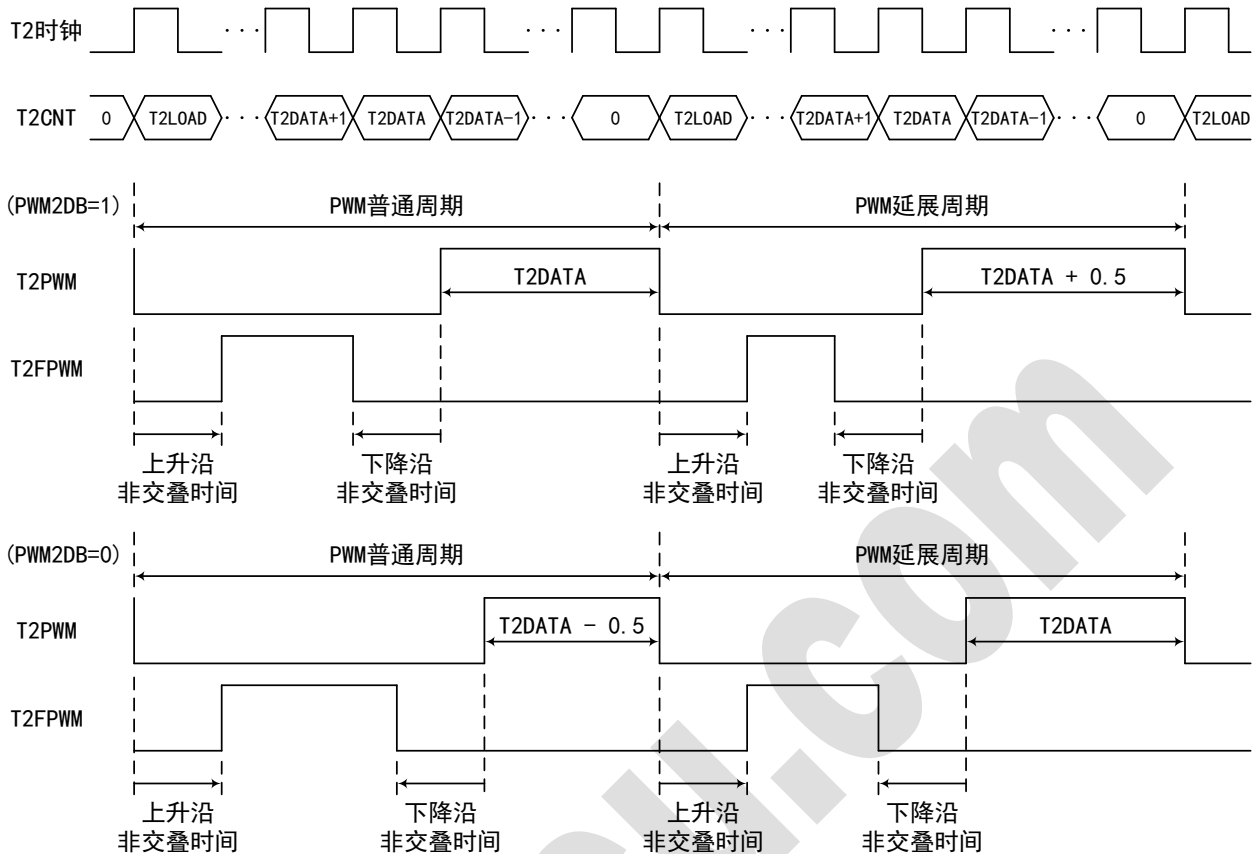 T2时钟
T2CNT 0 T2LOAD ··· T2DATA+1 T2DATA T2DATA-1 ··· 0 T2LOAD ··· T2DATA+1 T2DATA T2DATA-1 ··· 0 T2LOAD
(PWM2DB=1) PWM普通周期 PWM延展周期
T2PWM T2DATA T2DATA + 0.5
T2FPWM
上升沿 下降沿 上升沿 下降沿
非交叠时间 非交叠时间 非交叠时间 非交叠时间
(PWM2DB=0) PWM普通周期 PWM延展周期
T2PWM T2DATA - 0.5 T2DATA
T2FPWM
上升沿 下降沿 上升沿 下降沿
非交叠时间 非交叠时间 非交叠时间 非交叠时间